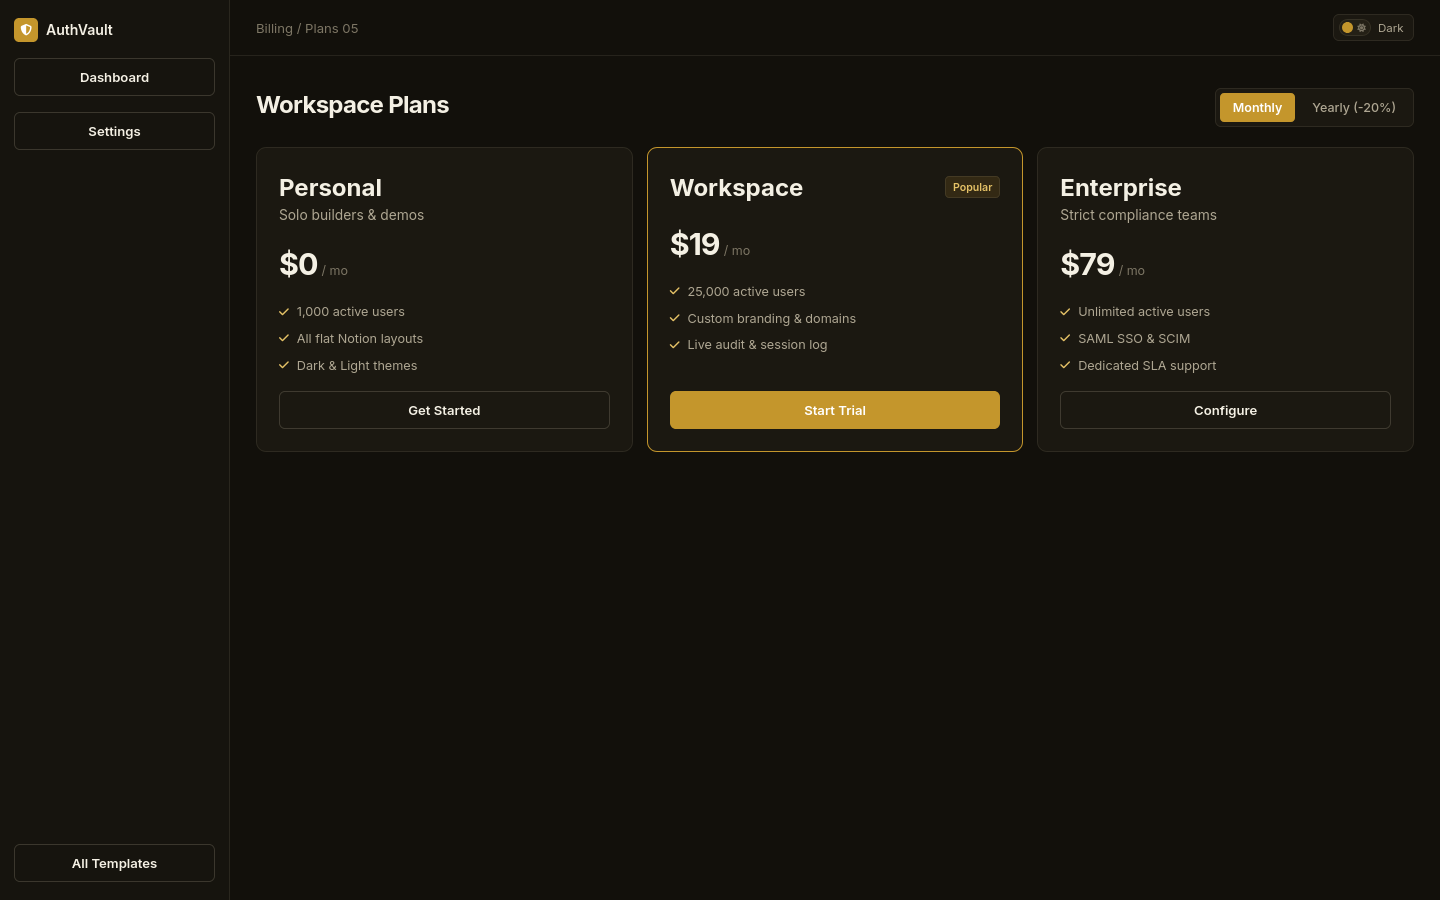 AuthVault
Dashboard
Settings
All Templates
Billing / Plans 05
Dark
Workspace Plans
Monthly
Yearly (-20%)
Personal
Solo builders & demos
$0 / mo
1,000 active users
All flat Notion layouts
Dark & Light themes
Get Started
Workspace
Popular
$19 / mo
25,000 active users
Custom branding & domains
Live audit & session log
Start Trial
Enterprise
Strict compliance teams
$79 / mo
Unlimited active users
SAML SSO & SCIM
Dedicated SLA support
Configure